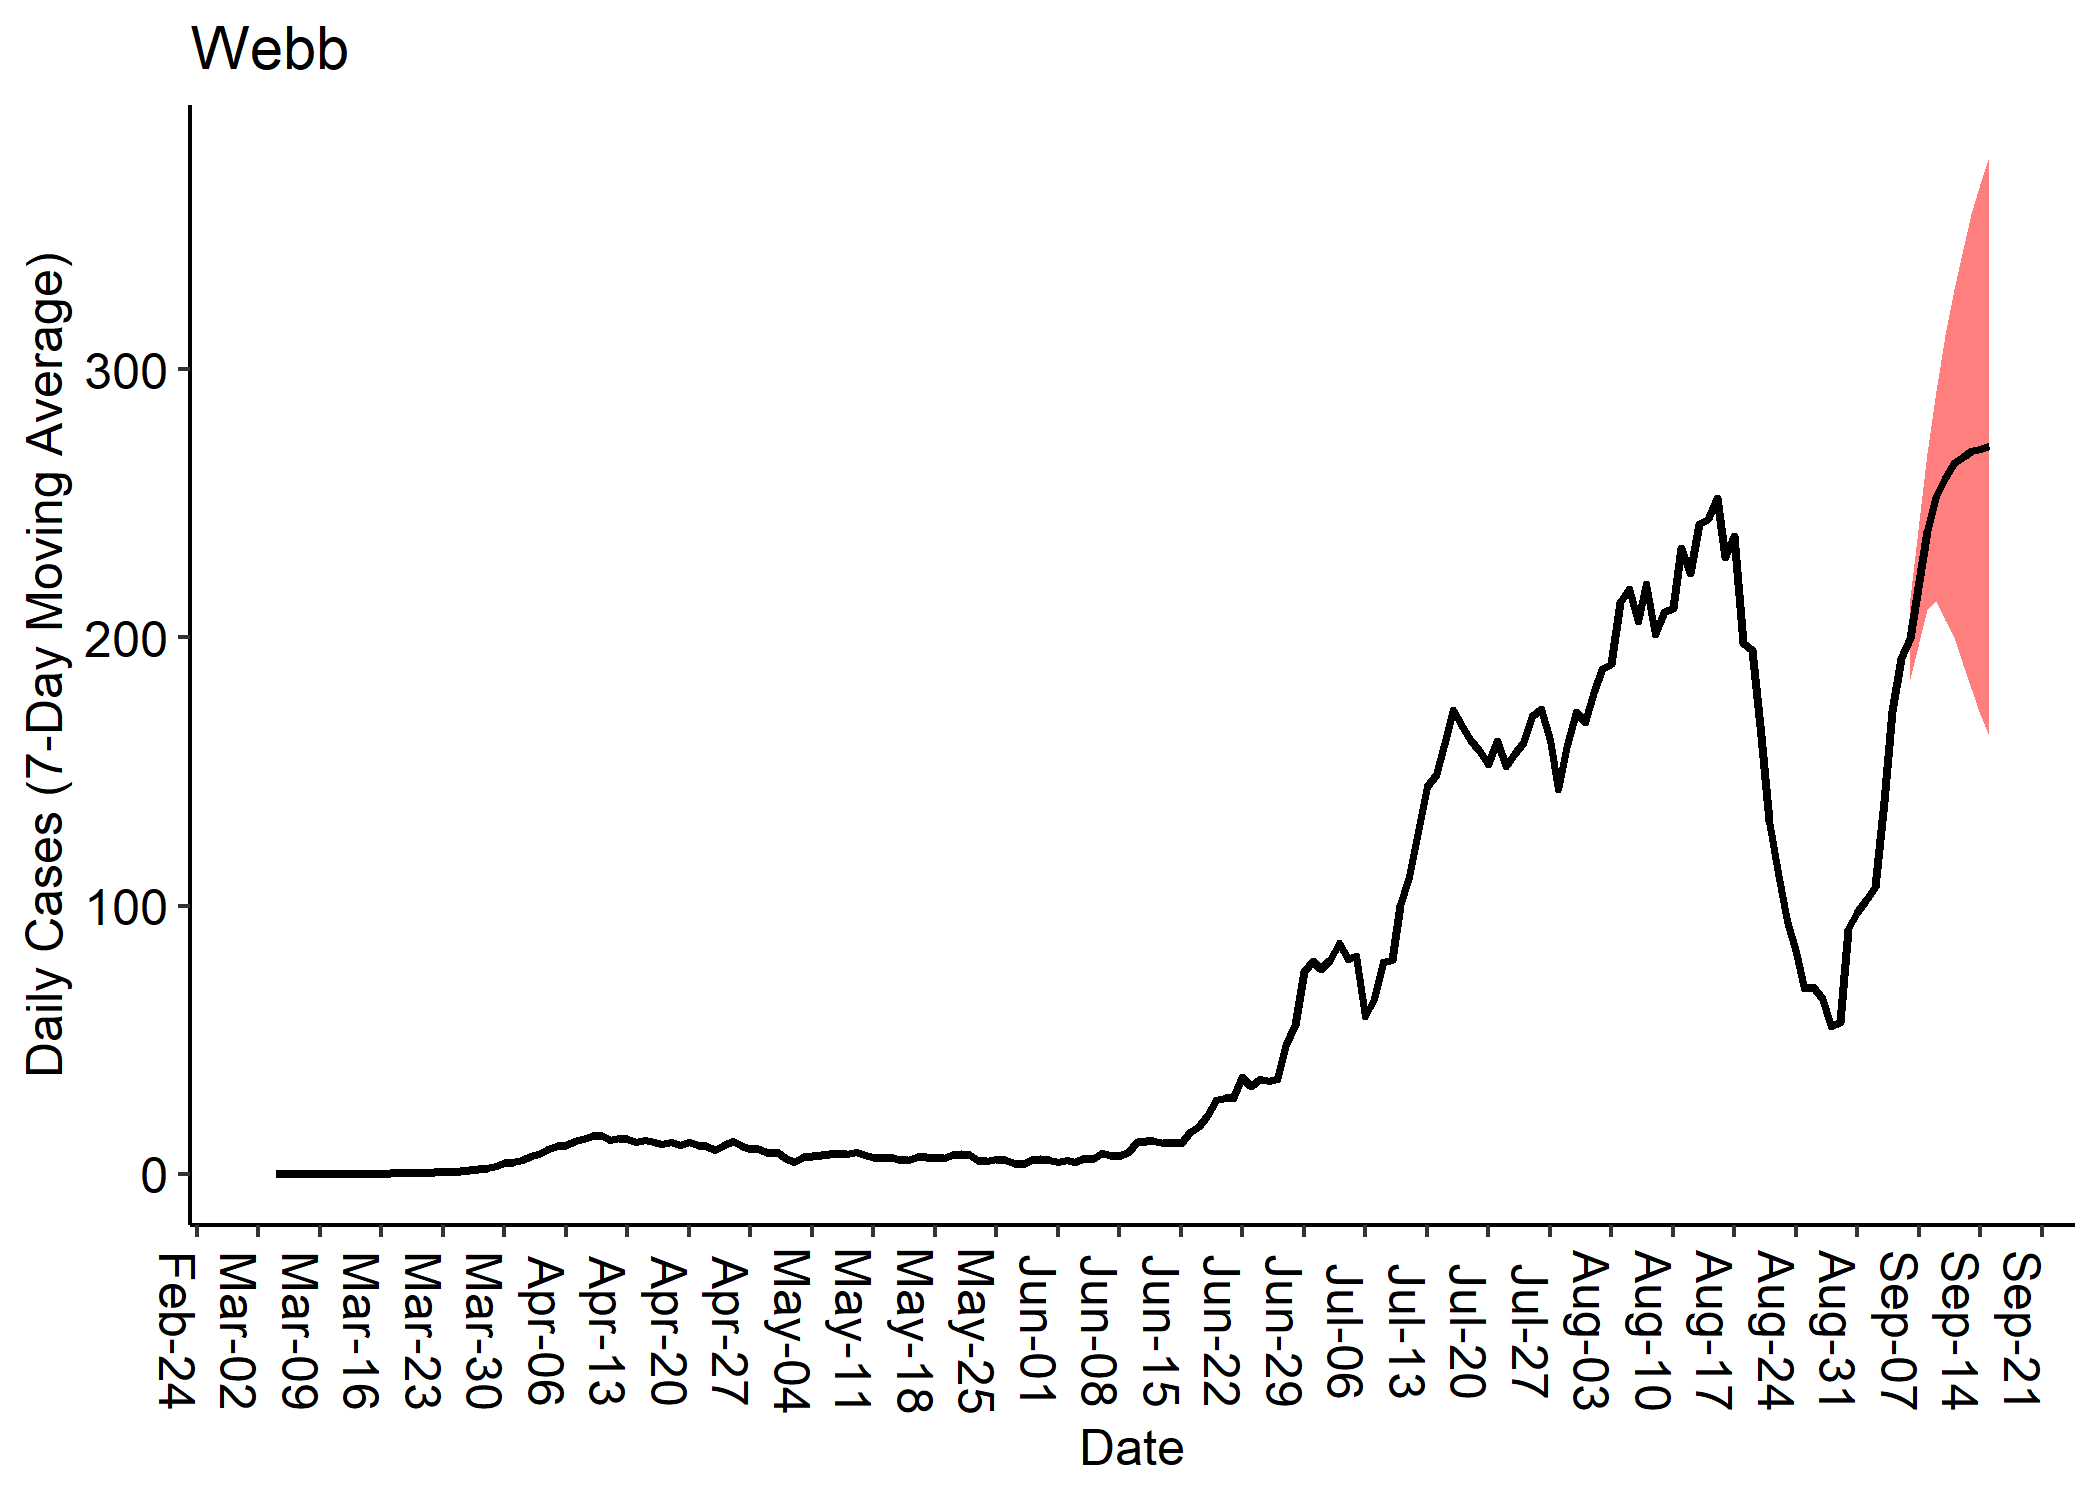 Webb
Daily Cases (7-Day Moving Average)
300
200
100
0
Feb-24
Mar-02
Mar-09
Mar-16
Mar-23
Mar-30
Apr-06
Apr-13
Apr-20
Apr-27
May-04
May-11
May-18
May-25
Jun-01
Jun-08
Jun-15
Jun-22
Jun-29
Jul-06
Jul-13
Jul-20
Jul-27
Aug-03
Aug-10
Aug-17
Aug-24
Aug-31
Sep-07
Sep-14
Sep-21
Date